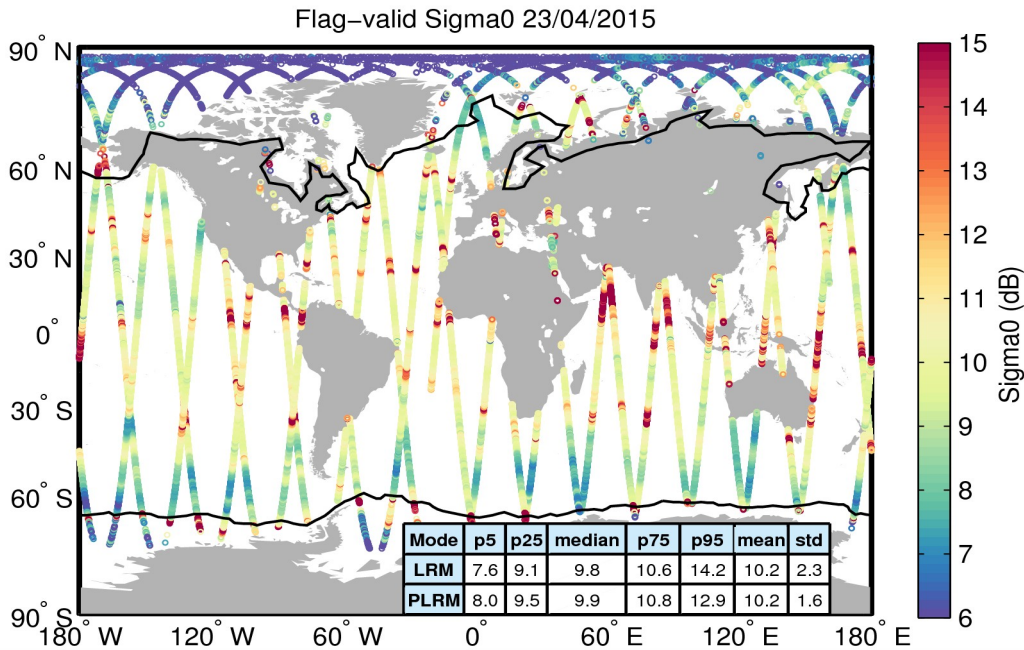 Flag−valid Sigma0 23/04/2015
90° N
60° N
30° N
0°
30° S
60° S
90° S
180° W
120° W
60° W
0°
60° E
120° E
180° E
15
14
13
12
11
10
9
8
7
6
Sigma0 (dB)
Mode p5 p25 median p75 p95 mean std
LRM 7.6 9.1 9.8 10.6 14.2 10.2 2.3
PLRM 8.0 9.5 9.9 10.8 12.9 10.2 1.6